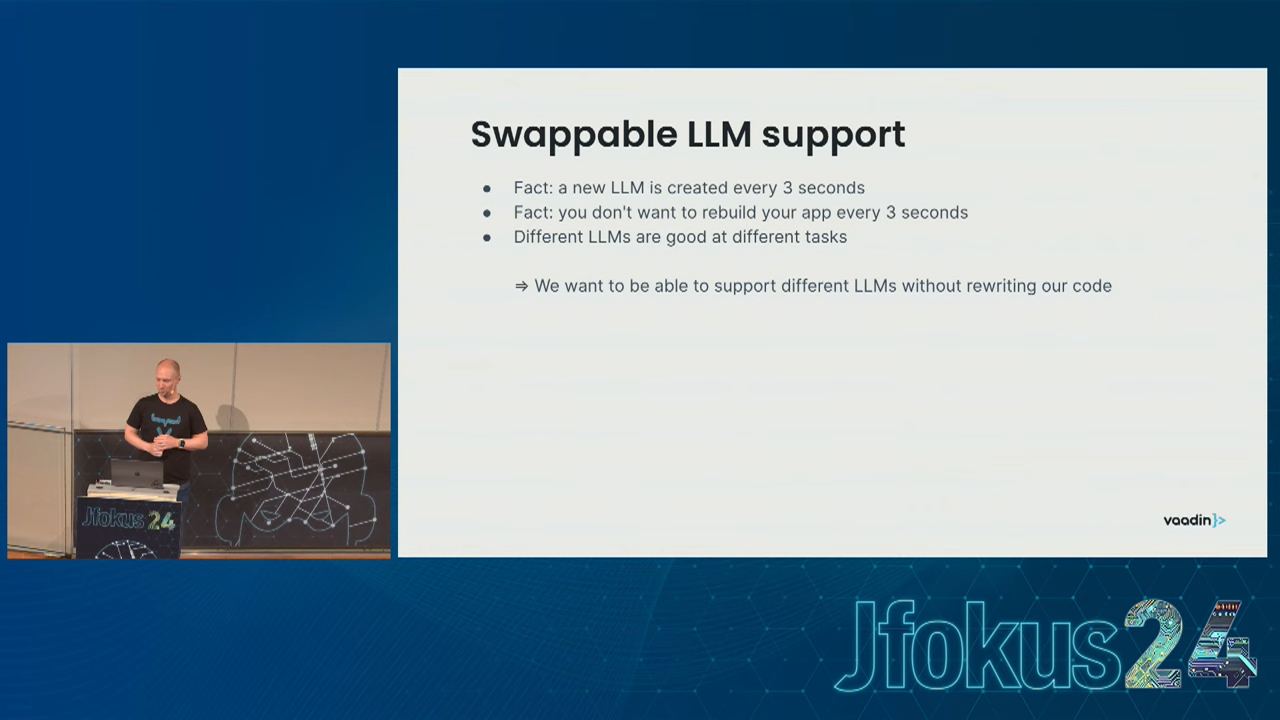 Swappable LLM support
● Fact: a new LLM is created every 3 seconds
● Fact: you don't want to rebuild your app every 3 seconds
● Different LLMs are good at different tasks
⇒ We want to be able to support different LLMs without rewriting our code
vaadin}>
Jfokus 24
Jfokus24